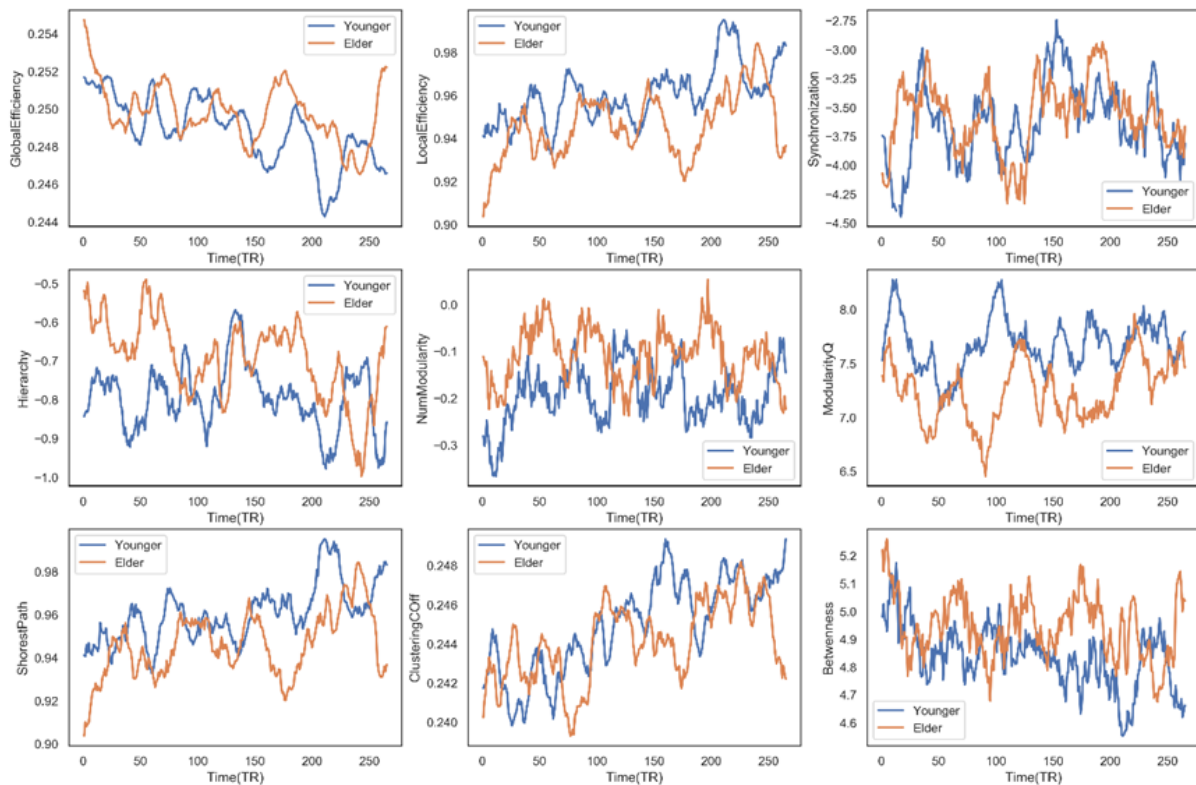 GlobalEfficiency
0.254
0.252
0.250
0.248
0.246
0.244
Younger
Elder
0 50 100 150 200 250
Time(TR)
LocalEfficiency
0.98
0.96
0.94
0.92
0.90
Younger
Elder
0 50 100 150 200 250
Time(TR)
Synchronization
−2.75
−3.00
−3.25
−3.50
−3.75
−4.00
−4.25
−4.50
Younger
Elder
0 50 100 150 200 250
Time(TR)
Hierarchy
−0.5
−0.6
−0.7
−0.8
−0.9
−1.0
Younger
Elder
0 50 100 150 200 250
Time(TR)
NumModularity
0.0
−0.1
−0.2
−0.3
Younger
Elder
0 50 100 150 200 250
Time(TR)
ModularityQ
8.0
7.5
7.0
6.5
Younger
Elder
0 50 100 150 200 250
Time(TR)
ShorestPath
0.98
0.96
0.94
0.92
0.90
Younger
Elder
0 50 100 150 200 250
Time(TR)
ClusteringCOff
0.248
0.246
0.244
0.242
0.240
Younger
Elder
0 50 100 150 200 250
Time(TR)
Betwenness
5.2
5.1
5.0
4.9
4.8
4.7
4.6
Younger
Elder
0 50 100 150 200 250
Time(TR)